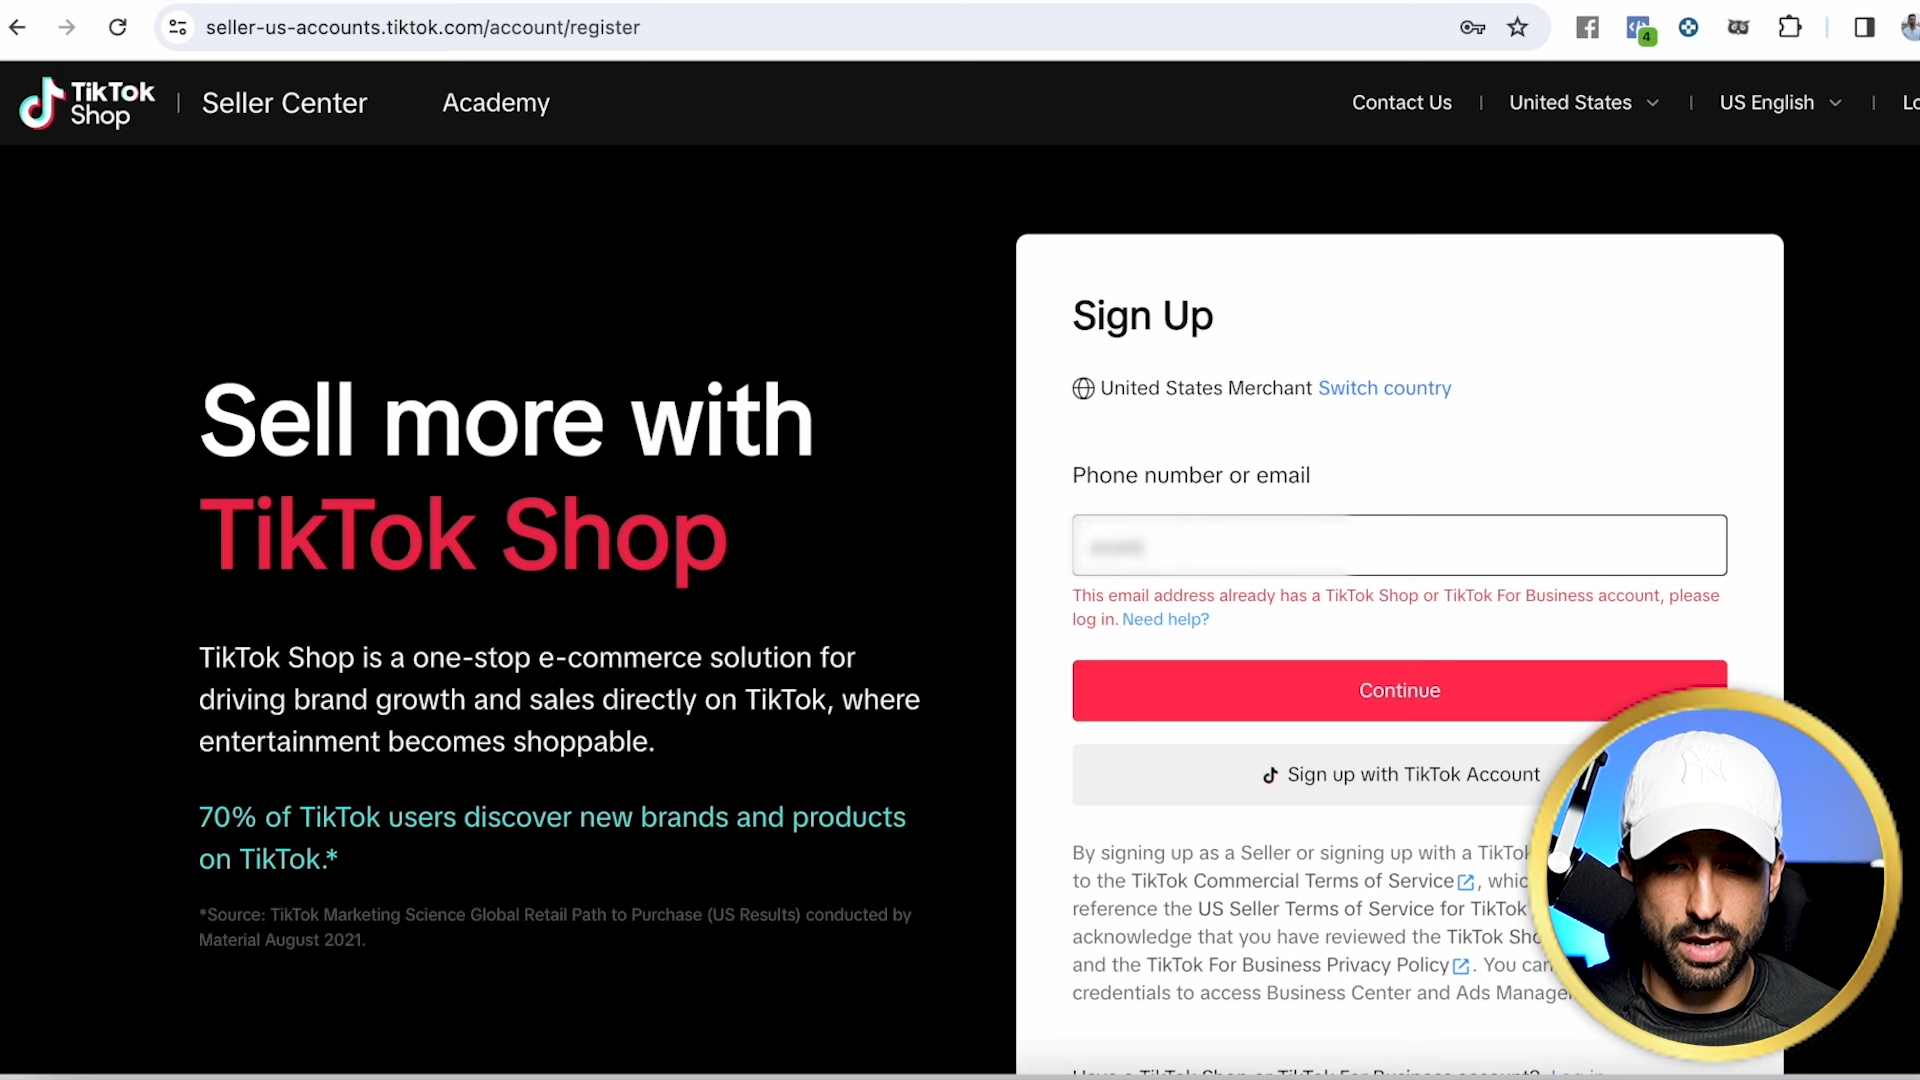 seller-us-accounts.tiktok.com/account/register
4
TikTok
Shop
Seller Center
Academy
Contact Us
United States
US English
Sign Up
United States Merchant Switch country
Phone number or email
This email address already has a TikTok Shop or TikTok For Business account, please
log in. Need help?
Continue
Sign up with TikTok Account
By signing up as a Seller or signing up with a TikTok
to the TikTok Commercial Terms of Service
reference the US Seller Terms of Service for TikTok
acknowledge that you have reviewed the TikTok
and the TikTok For Business Privacy Policy . You can
credentials to access Business Center and Ads Manager
Sell more with
TikTok Shop
TikTok Shop is a one-stop e-commerce solution for
driving brand growth and sales directly on TikTok, where
entertainment becomes shoppable.
70% of TikTok users discover new brands and products
on TikTok.*
*Source: TikTok Marketing Science Global Retail Path to Purchase (US Results) conducted by
Material August 2021.